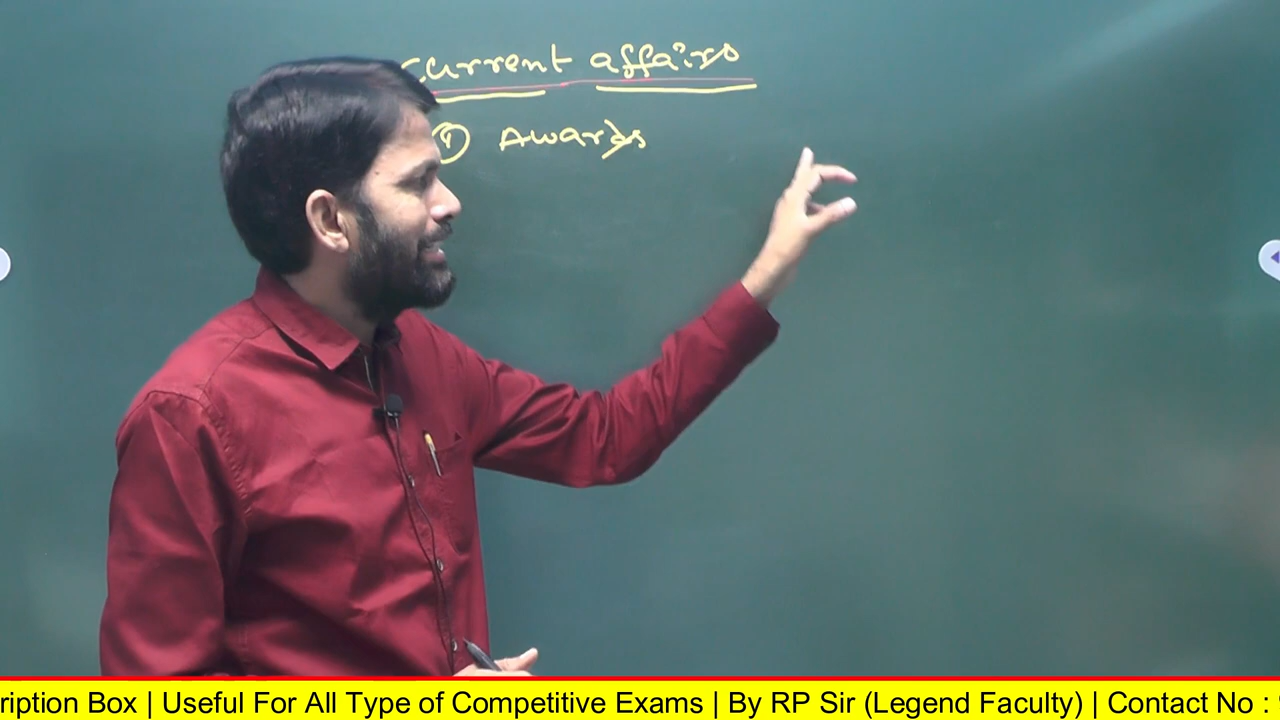 Current affairs
① Awards
ription Box | Useful For All Type of Competitive Exams | By RP Sir (Legend Faculty) | Contact No :